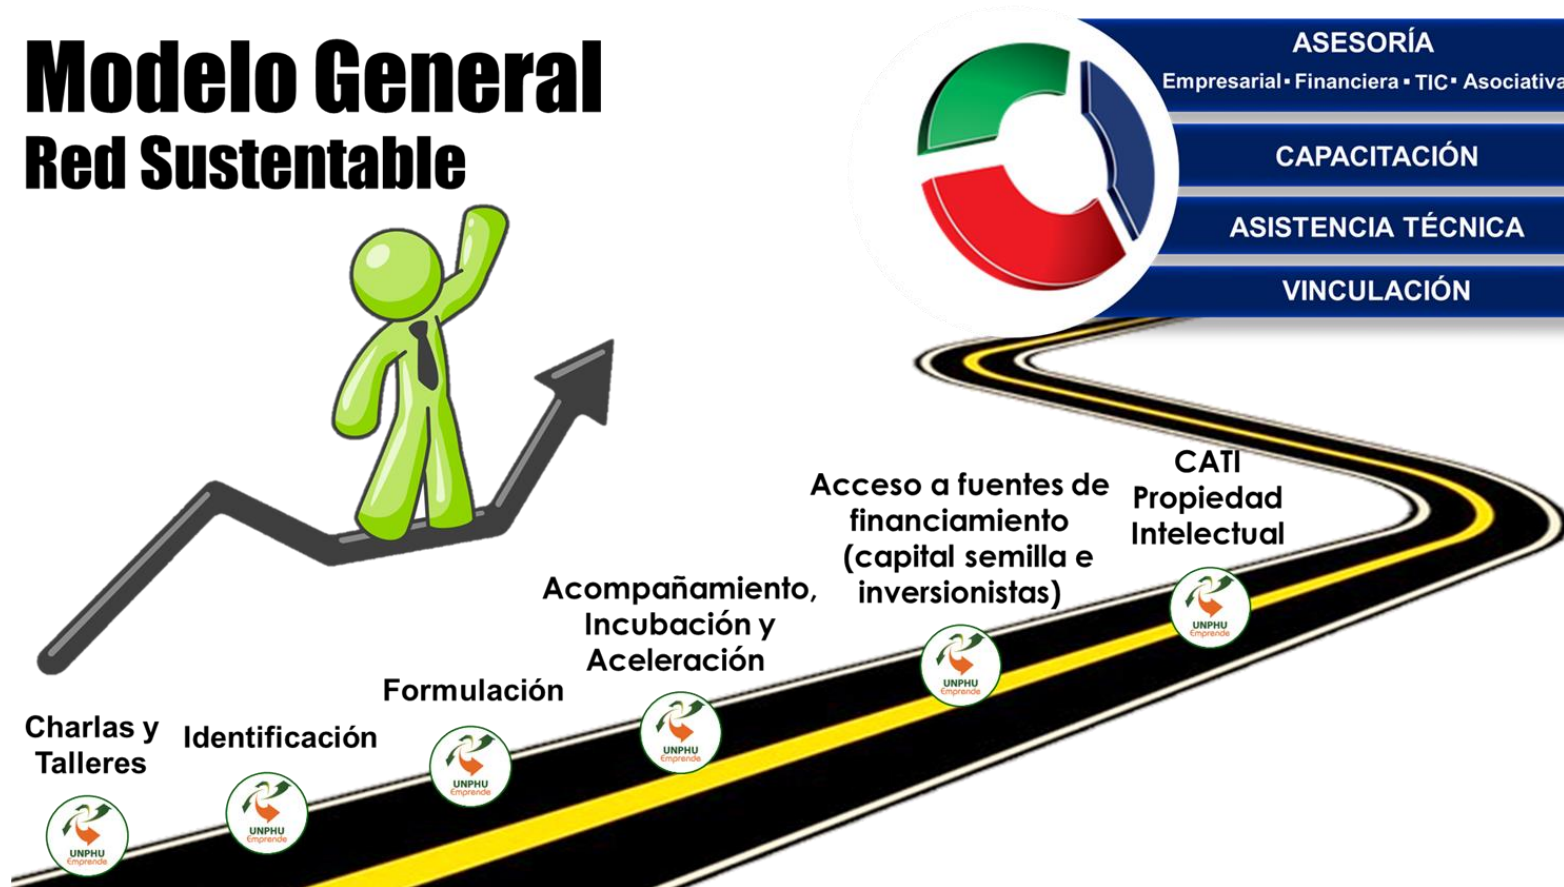 Modelo General
Red Sustentable
ASESORÍA
Empresarial▪Financiera ▪ TIC▪ Asociativa
CAPACITACIÓN
ASISTENCIA TÉCNICA
VINCULACIÓN
Charlas y
Talleres
UNPHU
Emprende
Identificación
UNPHU
Emprende
Formulación
UNPHU
Emprende
Acompañamiento,
Incubación y
Aceleración
UNPHU
Emprende
Acceso a fuentes de
financiamiento
(capital semilla e
inversionistas)
UNPHU
Emprende
CATI
Propiedad
Intelectual
UNPHU
Emprende